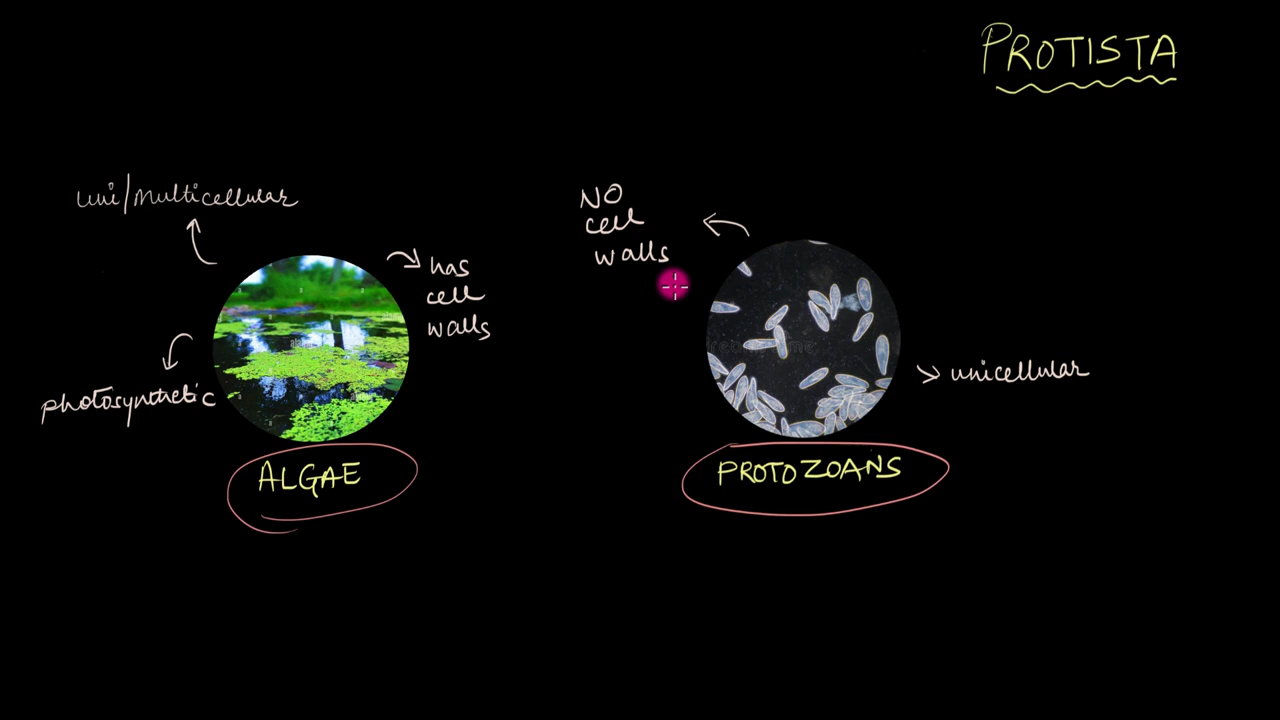 PROTISTA
uni/multicellular
has
cell
walls
photosynthetic
ALGAE
NO
cell
walls
unicellular
PROTOZOANS